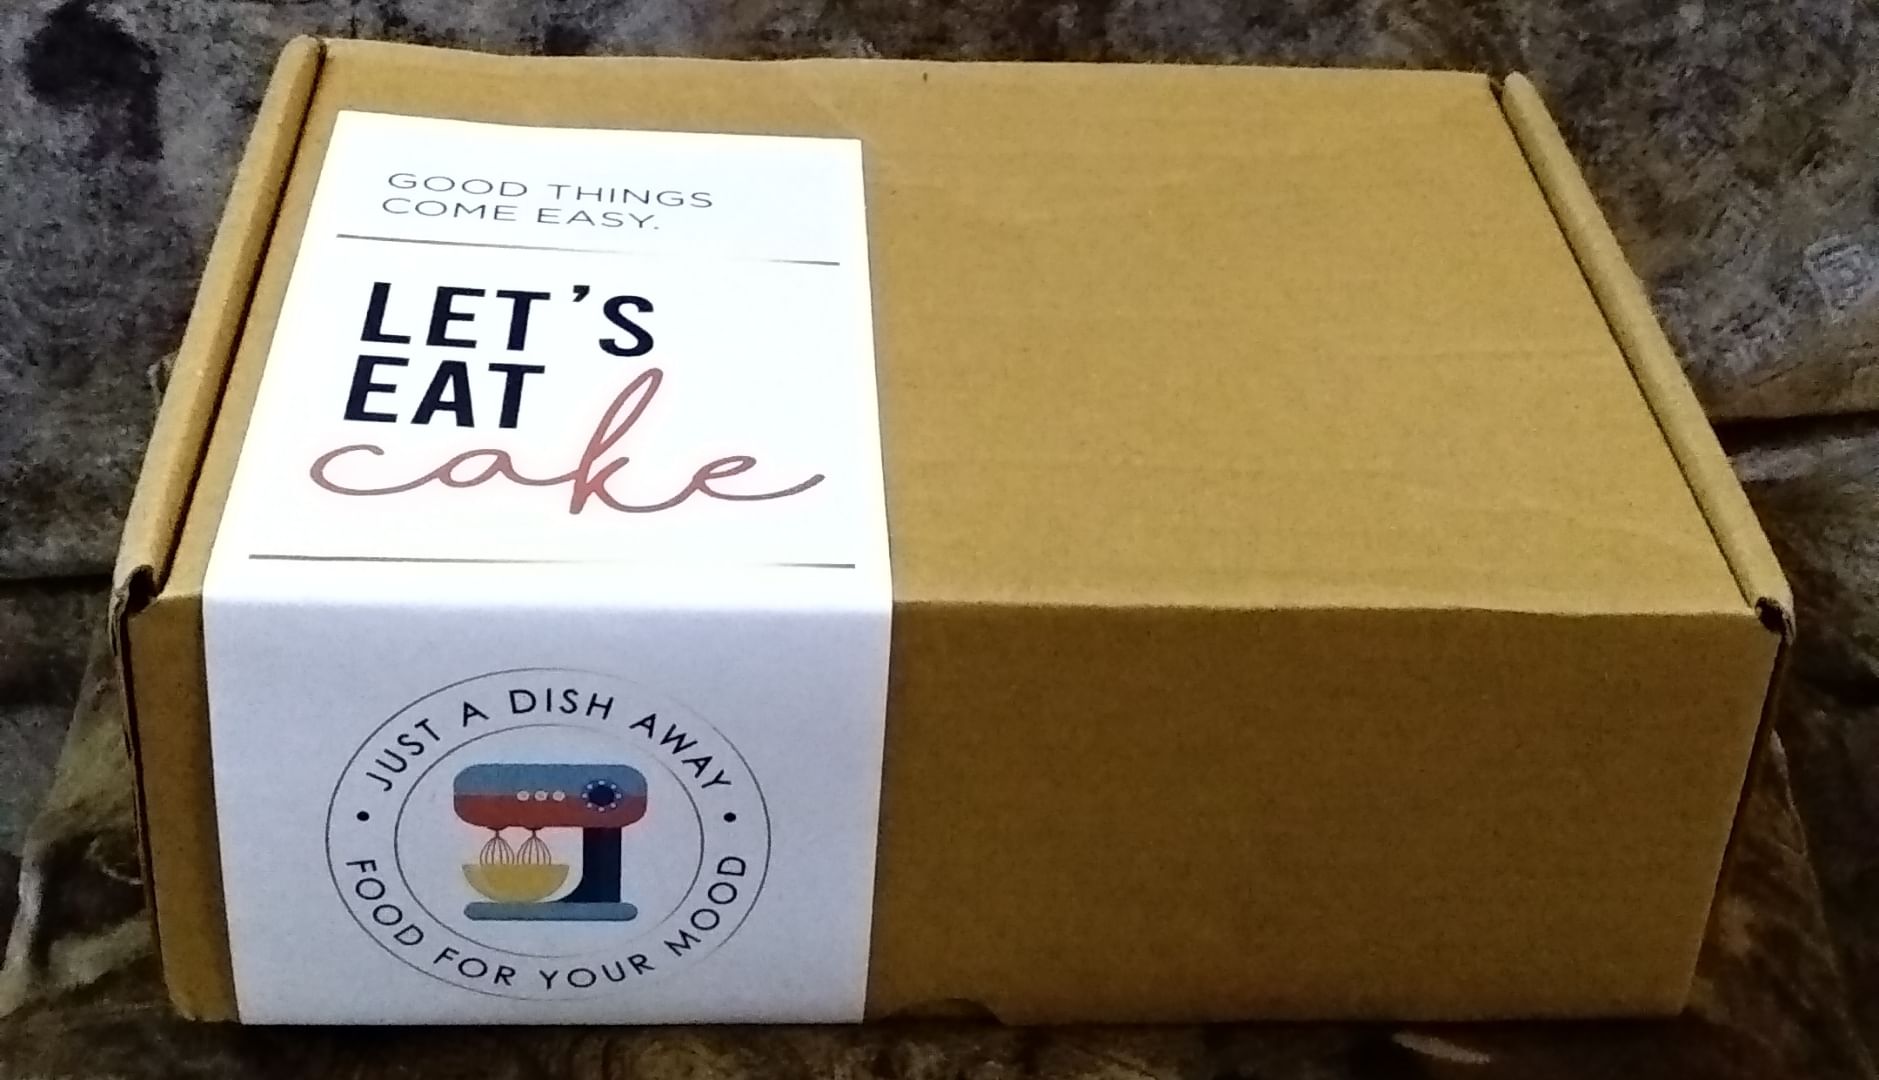 GOOD THINGS
COME EASY.
LET'S
EAT
cake
JUST A DISH AWAY
FOOD FOR YOUR MOOD